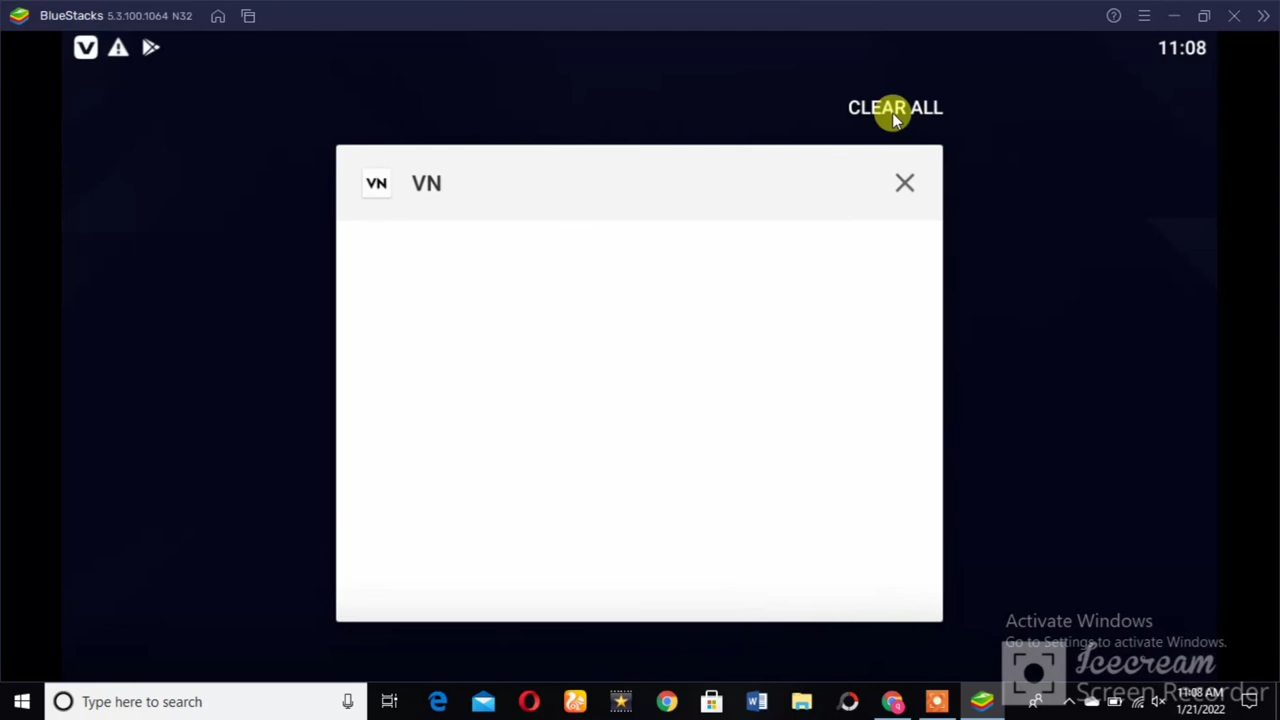 BlueStacks 5.3.100.1064 N32
11:08
CLEAR ALL
VN VN
Activate Windows
Go to Settings to activate Windows.
Icecream
Screen Recorder
Type here to search
11:08 AM
1/21/2022